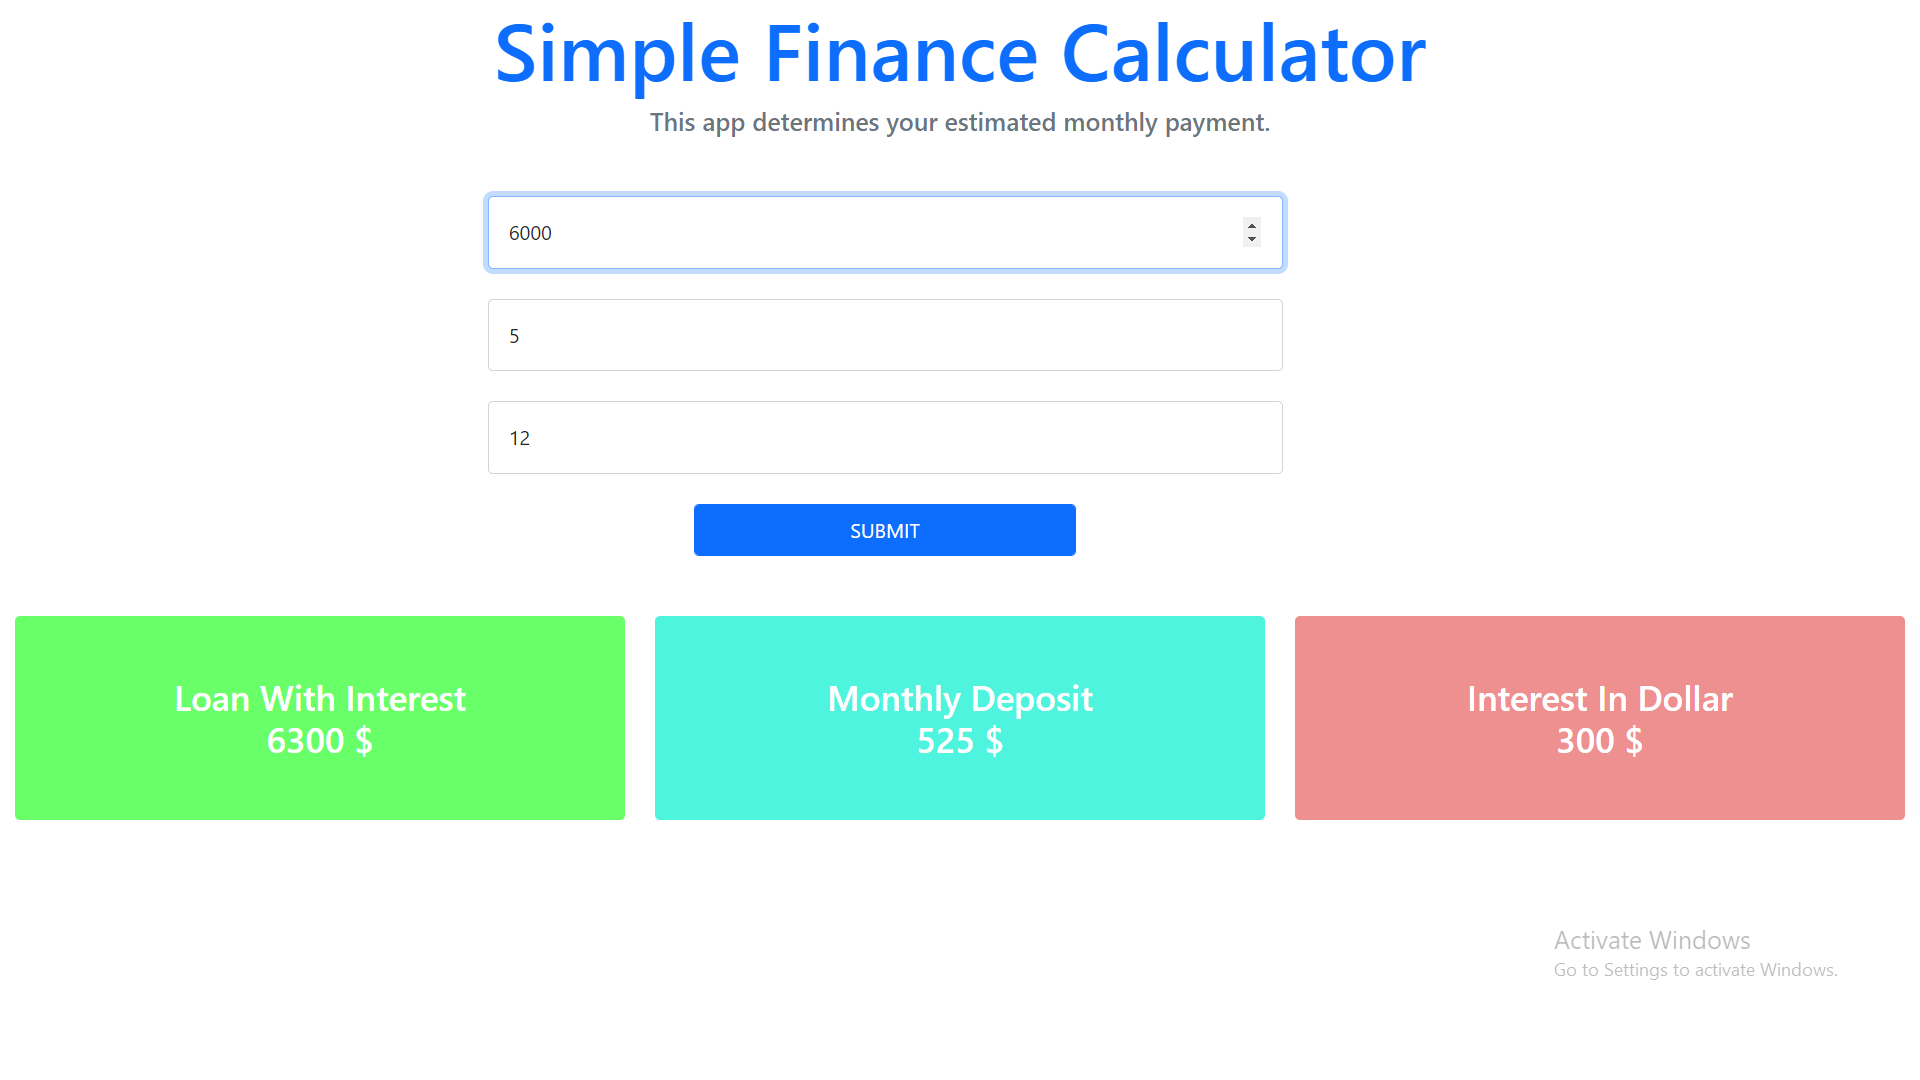 Simple Finance Calculator
This app determines your estimated monthly payment.
6000
5
12
SUBMIT
Loan With Interest
6300 $
Monthly Deposit
525 $
Interest In Dollar
300 $
Activate Windows
Go to Settings to activate Windows.